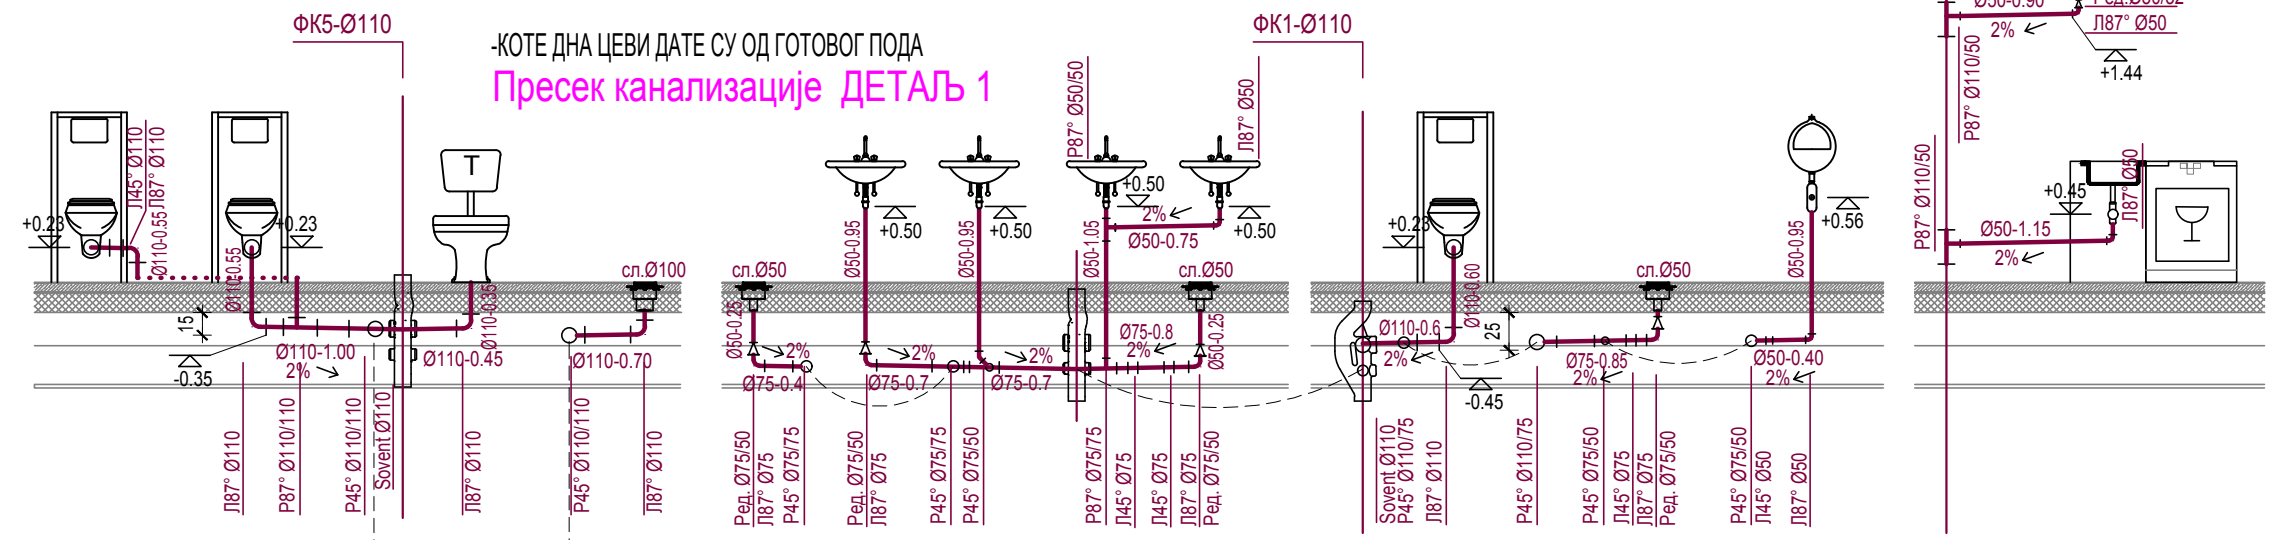 ФК5-Ø110
-КОТЕ ДНА ЦЕВИ ДАТЕ СУ ОД ГОТОВОГ ПОДА
Пресек канализације ДЕТАЉ 1
ФК1-Ø110
Л45° Ø110
Л87° Ø110
+0.23
Ø110-0.55
+0.23
Ø110-0.55
15
-0.35
Ø110-1.00
2%
T
Ø110-0.35
Ø110-0.45
сл.Ø100
Ø110-0.70
Л87° Ø110
Р87° Ø110/110
Р45° Ø110/110
Sovent Ø110
Л87° Ø110
Р45° Ø110/110
Л87° Ø110
сл.Ø50
Ø50-0.25
2%
Ø75-0.4
Ø50-0.95
+0.50
2%
Ø75-0.7
Ø50-0.95
+0.50
2%
Ø75-0.7
Р87° Ø50/50
Л87° Ø50
+0.50
2%
Ø50-0.75
+0.50
Ø50-1.05
сл.Ø50
Ø75-0.8
2%
Ø50-0.25
Ред. Ø75/50
Л87° Ø75
Р45° Ø75/75
Ред. Ø75/50
Л87° Ø75
Р45° Ø75/75
Р45° Ø75/50
Р87° Ø75/75
Л45° Ø75
Л45° Ø75
Л87° Ø75
Ред. Ø75/50
+0.23
Ø110-0.60
Ø110-0.6
2%
25
-0.45
сл.Ø50
Ø75-0.85
2%
+0.56
Ø50-0.95
Ø50-0.40
2%
Sovent Ø110
Р45° Ø110/75
Л87° Ø110
Р45° Ø110/75
Р45° Ø75/50
Л45° Ø75
Л87° Ø75
Ред. Ø75/50
Р45° Ø75/50
Л45° Ø50
Л87° Ø50
Ø50-0.90
2%
Л87° Ø50
+1.44
Р87° Ø110/50
Р87° Ø110/50
+0.45
Л87° Ø50
Ø50-1.15
2%